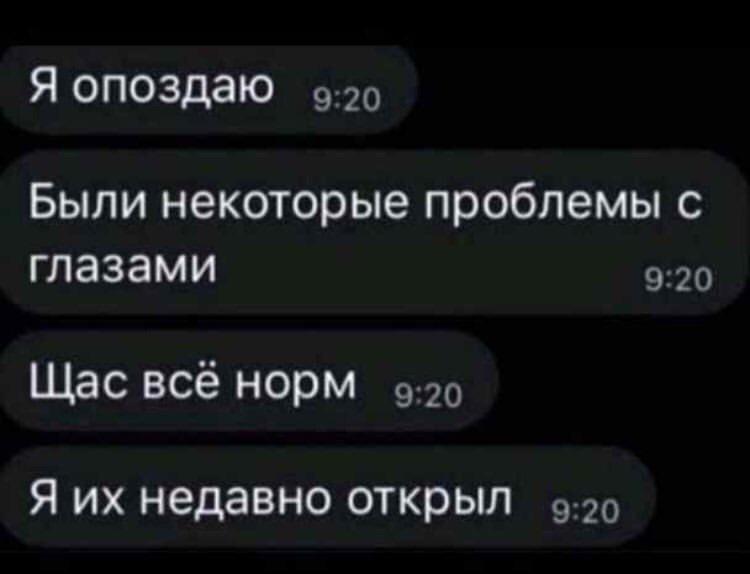 Я опоздаю 9:20
Были некоторые проблемы с
глазами 9:20
Щас всё норм 9:20
Я их недавно открыл 9:20